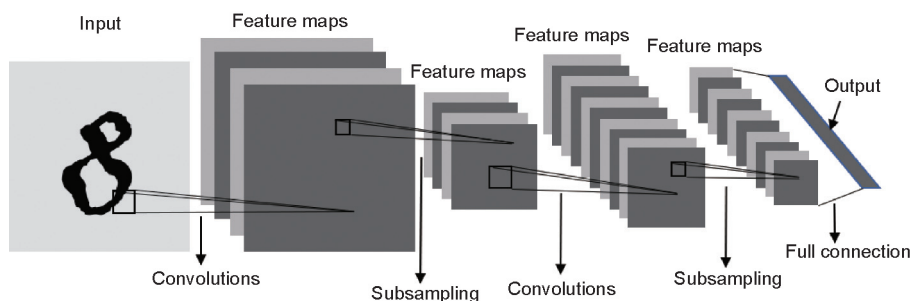 Input
Feature maps
Feature maps
Feature maps
Feature maps
Output
Convolutions
Subsampling
Convolutions
Subsampling
Full connection